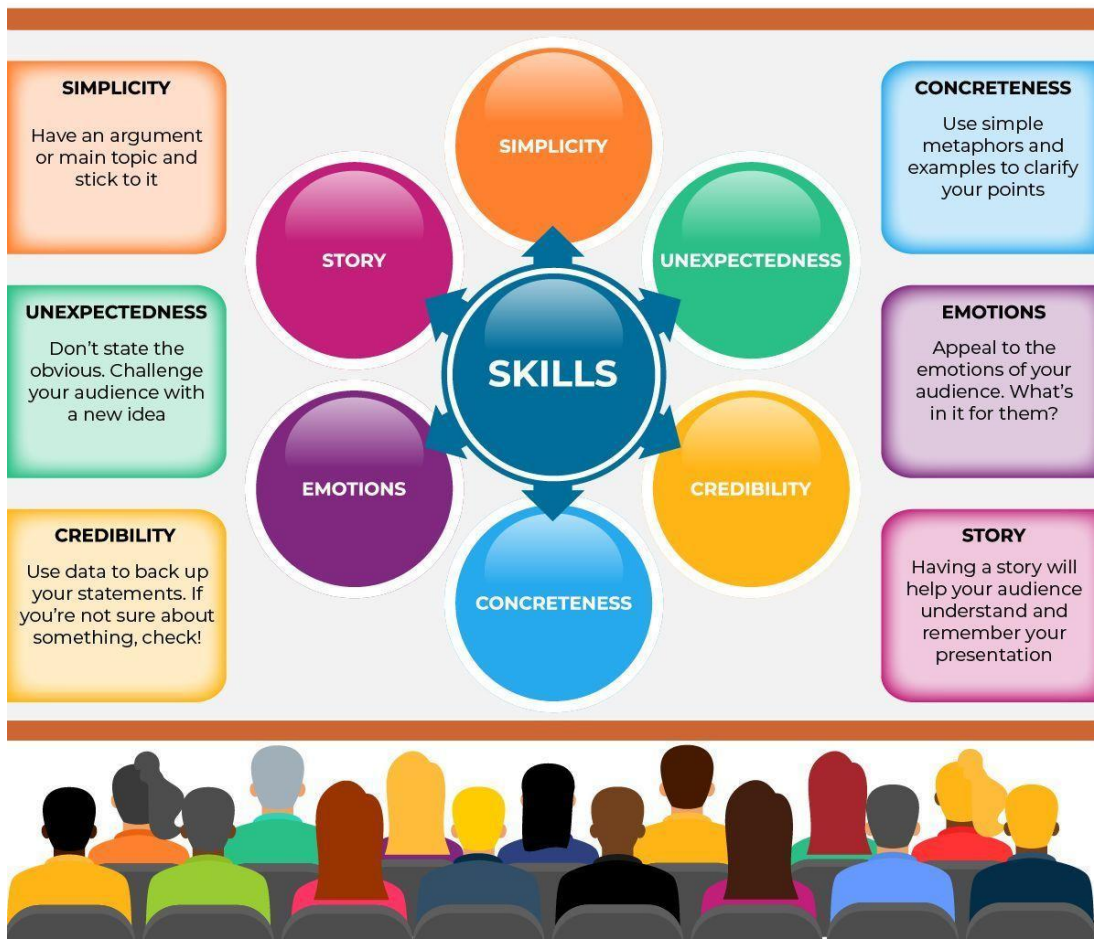 SIMPLICITY
Have an argument
or main topic and
stick to it
UNEXPECTEDNESS
Don’t state the
obvious. Challenge
your audience with
a new idea
CREDIBILITY
Use data to back up
your statements. If
you’re not sure about
something, check!
SIMPLICITY
STORY
UNEXPECTEDNESS
SKILLS
EMOTIONS
CREDIBILITY
CONCRETENESS
CONCRETENESS
Use simple
metaphors and
examples to clarify
your points
EMOTIONS
Appeal to the
emotions of your
audience. What’s
in it for them?
STORY
Having a story will
help your audience
understand and
remember your
presentation